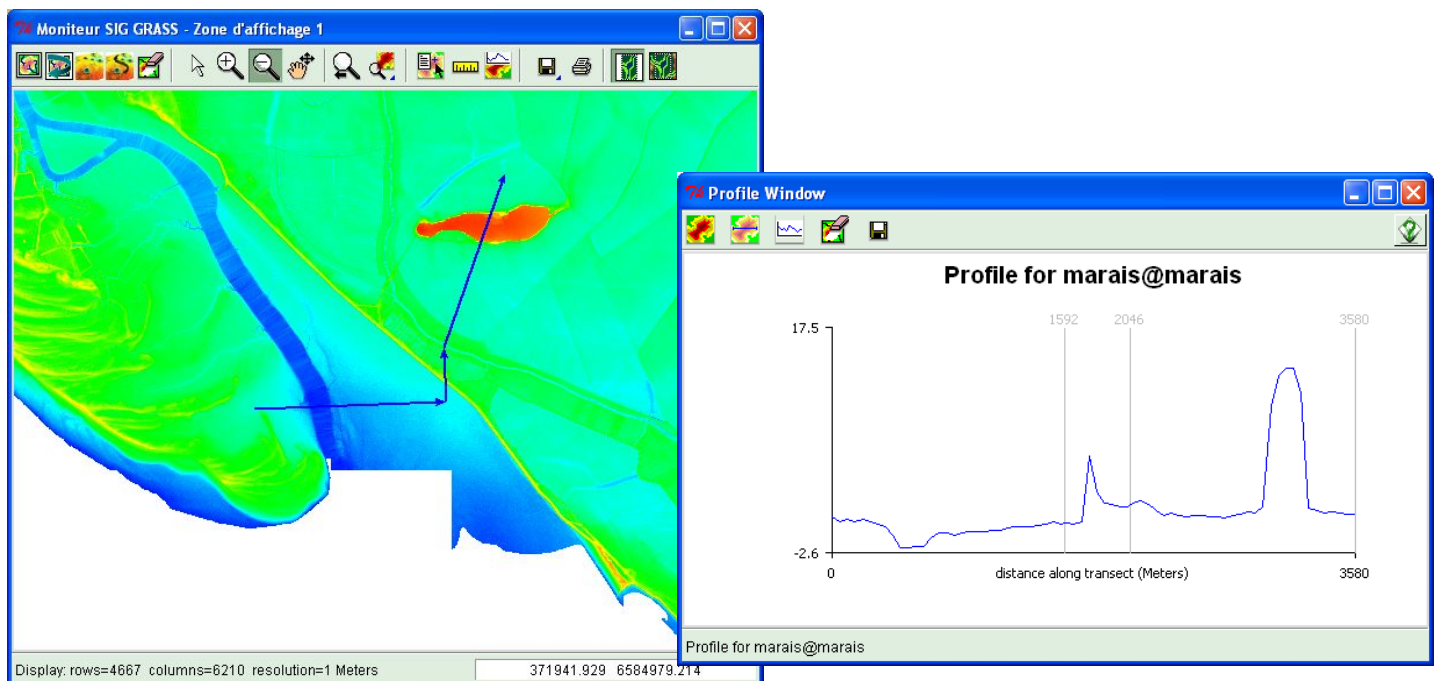 Moniteur SIG GRASS - Zone d'affichage 1
Display: rows=4667 columns=6210 resolution=1 Meters
371941.929 6584979.214
Profile Window
Profile for marais@marais
1592 2046 3580
17.5
-2.6
0 distance along transect (Meters) 3580
Profile for marais@marais